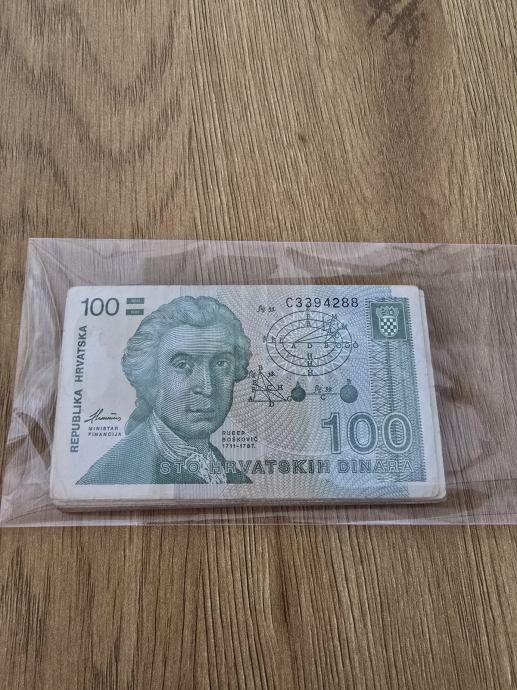 100
C3394288
REPUBLIKA HRVATSKA
MINISTAR
FINANCIJA
RUĐER
BOŠKOVIĆ
1711-1787.
100
STO HRVATSKIH DINARA